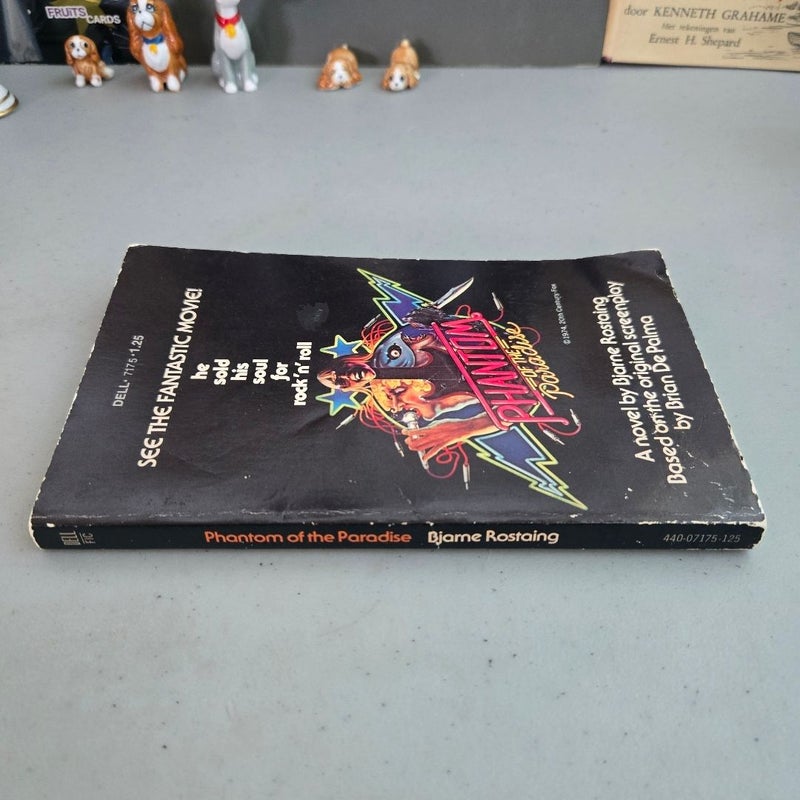 FRUITS
CARDS
door KENNETH GRAHAME
Met tekeningen van
Ernest H. Shepard
DELL • 7175 • 1.25
SEE THE FANTASTIC MOVIE!
he
sold
his
soul
for
rock'n'roll
PHANTOM
OF THE
Paradise
©1974, 20th Century-Fox
A novel by Bjarne Rostaing
Based on the original screenplay
by Brian De Palma
DELL
FIC
Phantom of the Paradise Bjarne Rostaing 440-07175-125